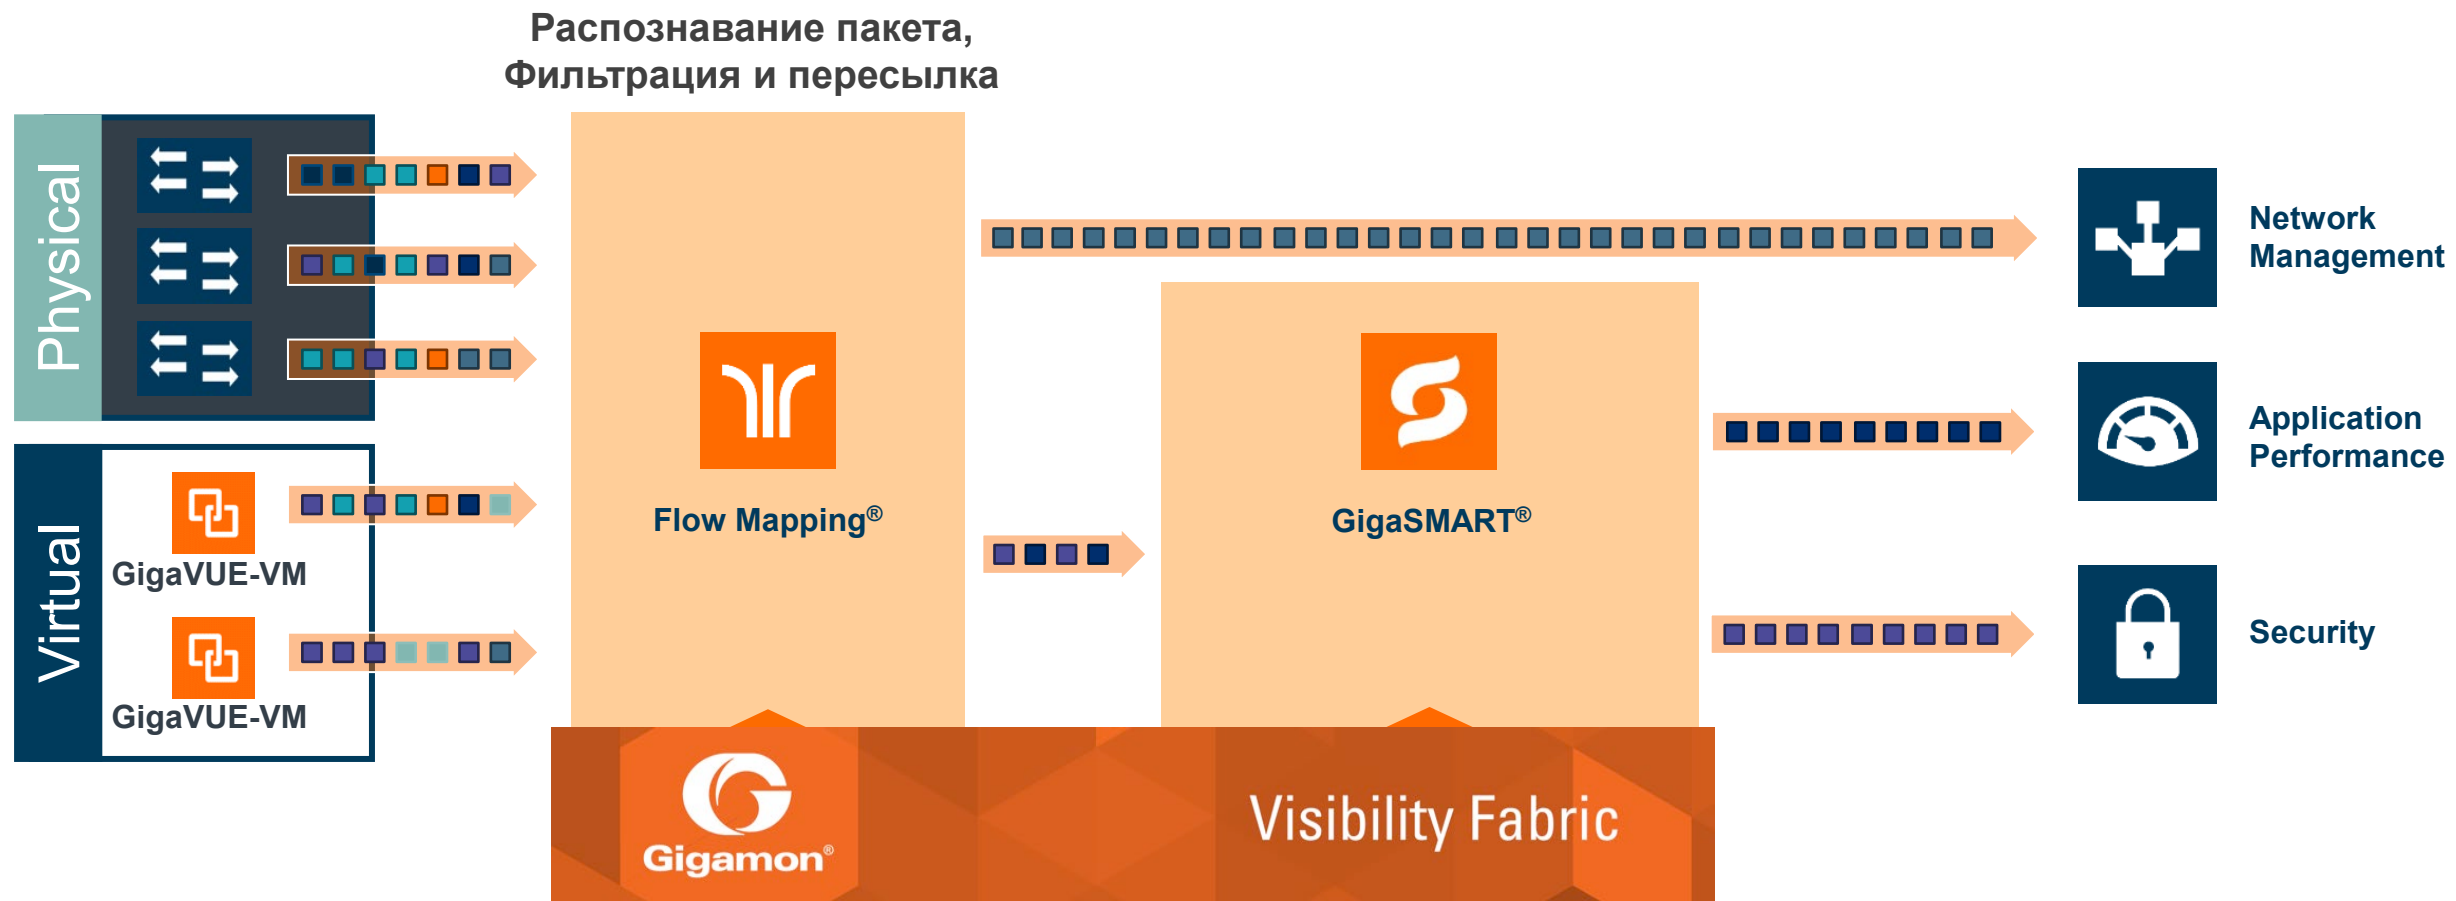 Распознавание пакета,
Фильтрация и пересылка
Physical
Virtual
GigaVUE-VM
GigaVUE-VM
Flow Mapping®
GigaSMART®
Network
Management
Application
Performance
Security
Gigamon®
Visibility Fabric